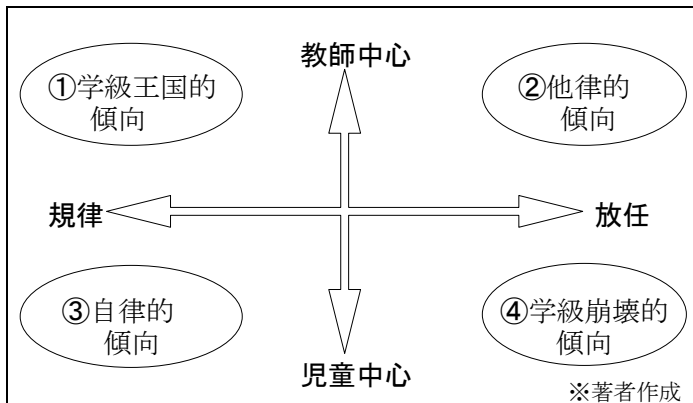 教師中心
①学級王国的
傾向
②他律的
傾向
規律
放任
③自律的
傾向
④学級崩壊的
傾向
児童中心
※著者作成